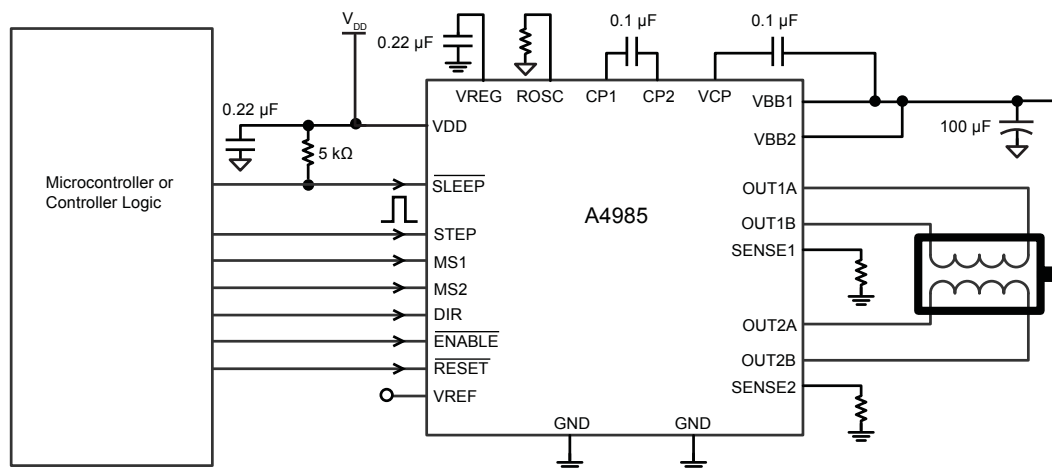 V_DD
0.22 µF
0.1 µF
0.1 µF
0.22 µF
5 kΩ
100 µF
Microcontroller or
Controller Logic
A4985
VREG
ROSC
CP1
CP2
VCP
VBB1
VBB2
VDD
SLEEP
STEP
MS1
MS2
DIR
ENABLE
RESET
VREF
OUT1A
OUT1B
SENSE1
OUT2A
OUT2B
SENSE2
GND
GND